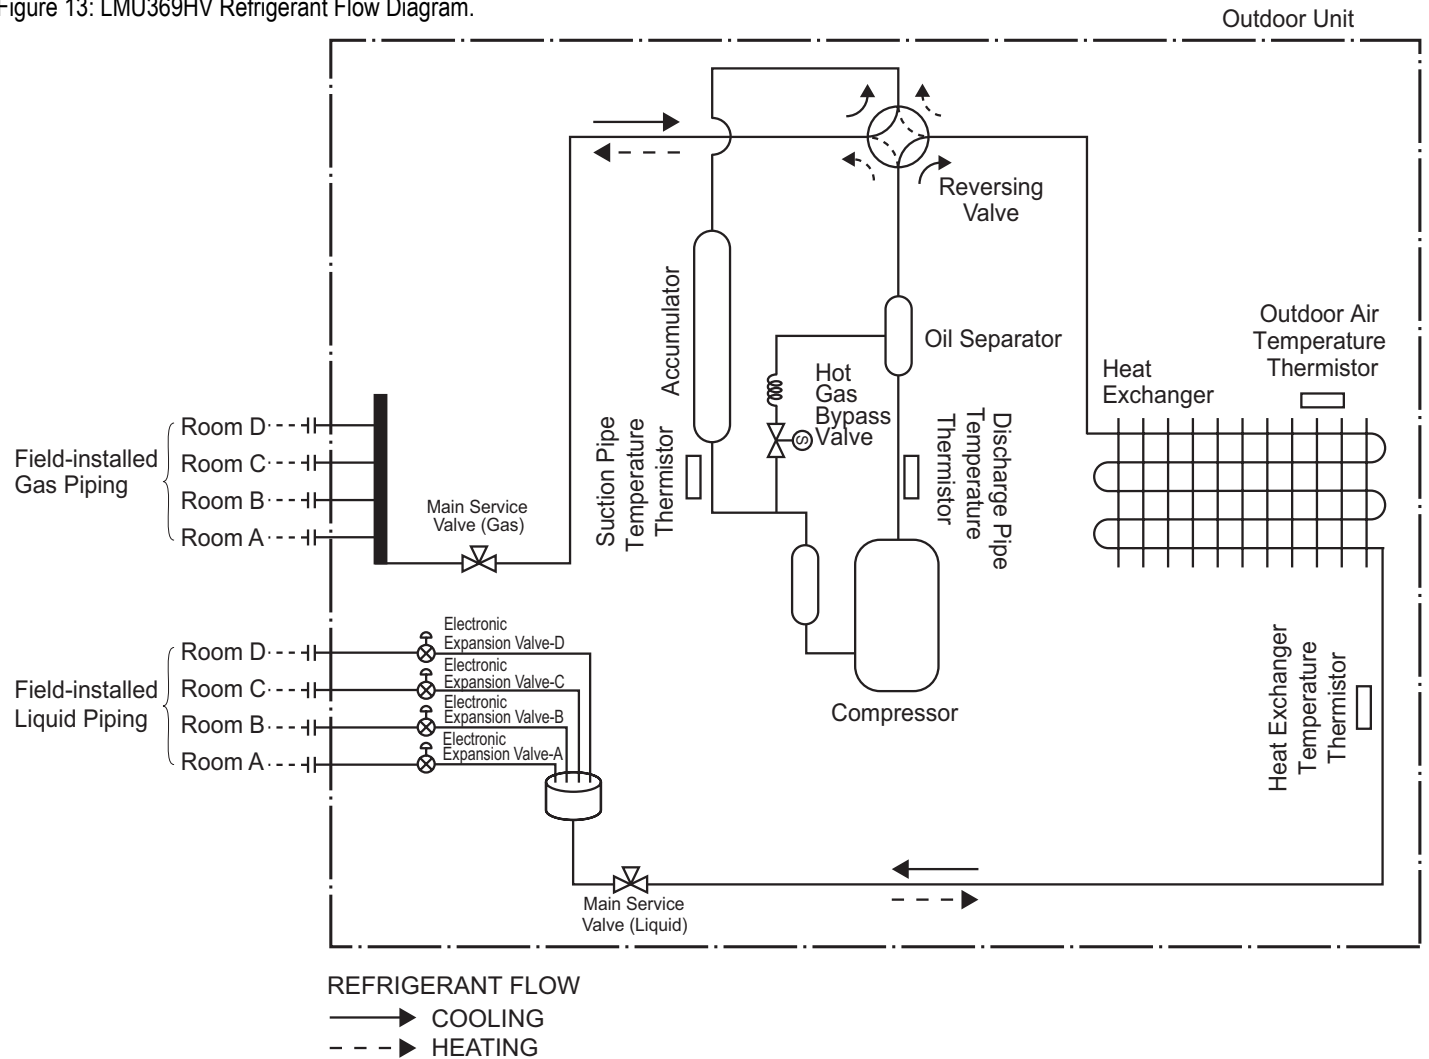 Figure 13: LMU369HV Refrigerant Flow Diagram.
Outdoor Unit
Reversing
Valve
Accumulator
Oil Separator
Hot
Gas
Bypass
Valve
S
Suction Pipe
Temperature
Thermistor
Discharge Pipe
Temperature
Thermistor
Outdoor Air
Temperature
Thermistor
Heat
Exchanger
Field-installed
Gas Piping
Room D
Room C
Room B
Room A
Main Service
Valve (Gas)
Compressor
Field-installed
Liquid Piping
Room D
Room C
Room B
Room A
Electronic
Expansion Valve-D
Electronic
Expansion Valve-C
Electronic
Expansion Valve-B
Electronic
Expansion Valve-A
Heat Exchanger
Temperature
Thermistor
Main Service
Valve (Liquid)
REFRIGERANT FLOW
COOLING
HEATING